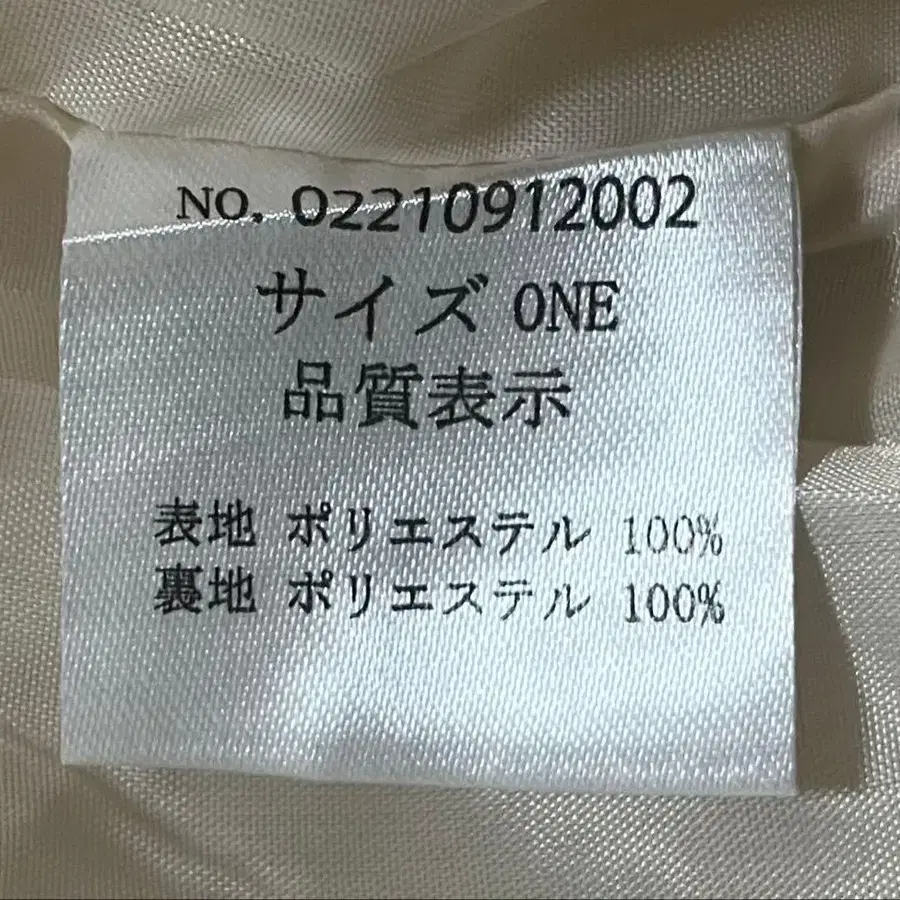 NO. 02210912002
サイズ ONE
品質表示
表地 ポリエステル 100%
裏地 ポリエステル 100%